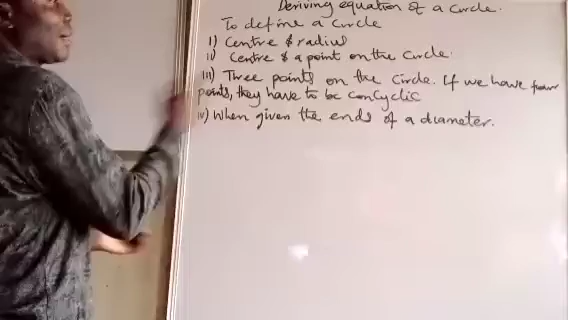 Deriving equation of a Circle.
To define a Circle
i) Centre & radius
ii) Centre & a point on the Circle.
iii) Three points on the Circle. If we have four
points, they have to be Concyclic
iv) When given the ends of a diameter.